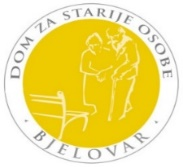 DOM ZA STARIJE OSOBE
· BJELOVAR ·